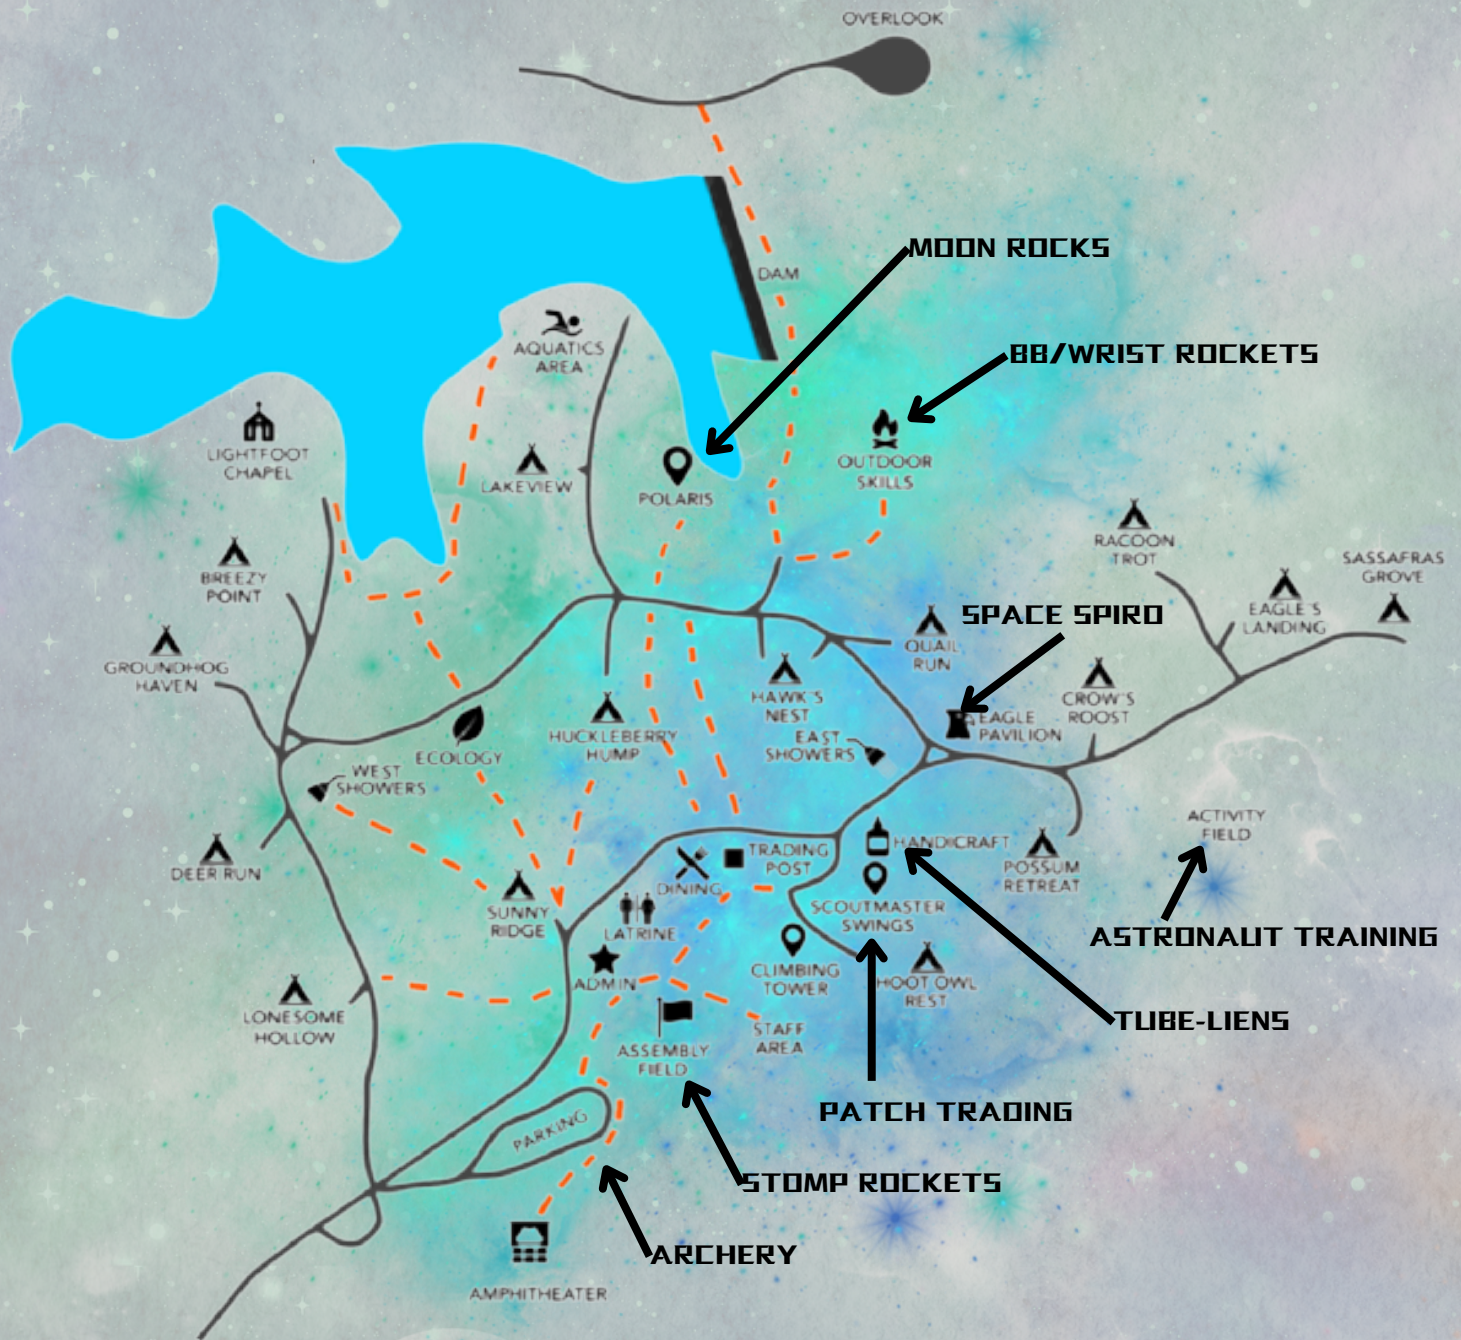 OVERLOOK
MOON ROCKS
DAM
AQUATICS
AREA
BB/WRIST ROCKETS
LIGHTFOOT
CHAPEL
LAKEVIEW
POLARIS
OUTDOOR
SKILLS
RACOON
TROT
SASSAFRAS
GROVE
BREEZY
POINT
EAGLE'S
LANDING
SPACE SPIRO
GROUNDHOG
HAVEN
QUAIL
RUN
HAWK'S
NEST
CROW'S
ROOST
EAGLE
PAVILION
HUCKLEBERRY
HUMP
EAST
SHOWERS
ECOLOGY
WEST
SHOWERS
ACTIVITY
FIELD
HANDICRAFT
TRADING
POST
DEER RUN
DINING
POSSUM
RETREAT
SUNNY
RIDGE
SCOUTMASTER
SWINGS
LATRINE
ASTRONAUT TRAINING
ADMIN
CLIMBING
TOWER
HOOT OWL
REST
LONESOME
HOLLOW
TUBE-LIENS
STAFF
AREA
ASSEMBLY
FIELD
PATCH TRADING
PARKING
STOMP ROCKETS
ARCHERY
AMPHITHEATER